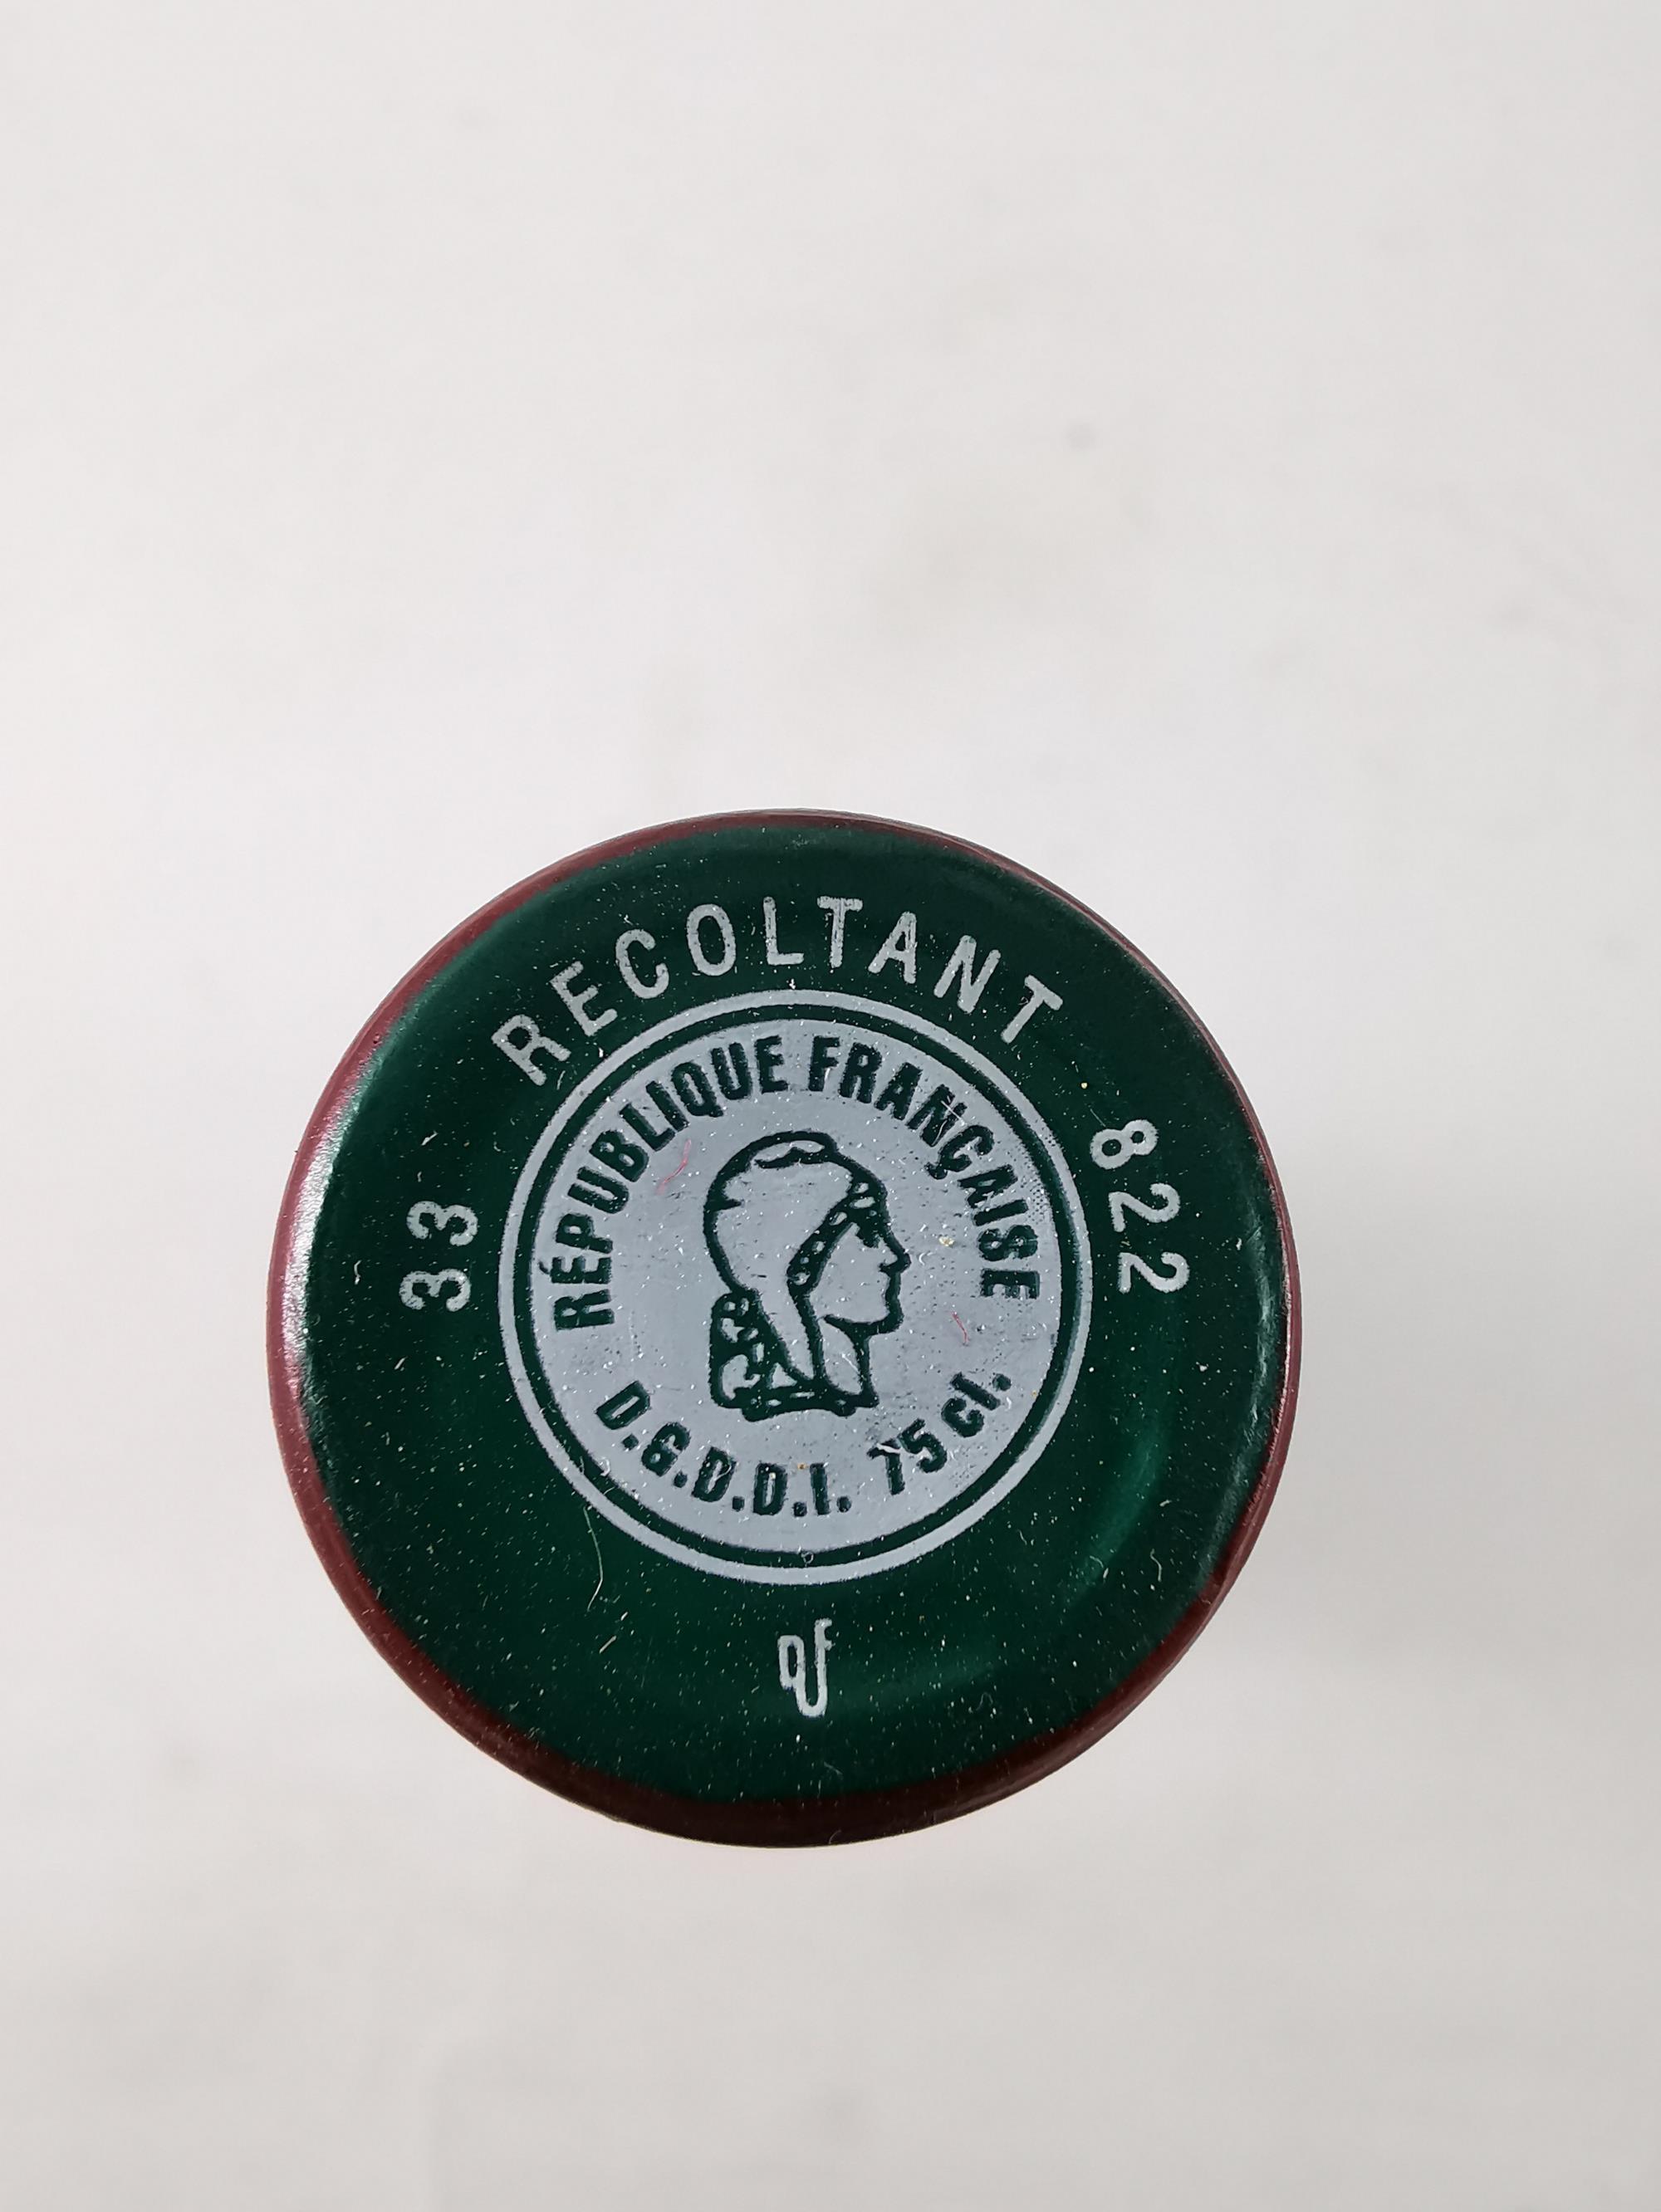 33 RECOLTANT 822
RÉPUBLIQUE FRANÇAISE
D.G.D.D.I. 75 cl.